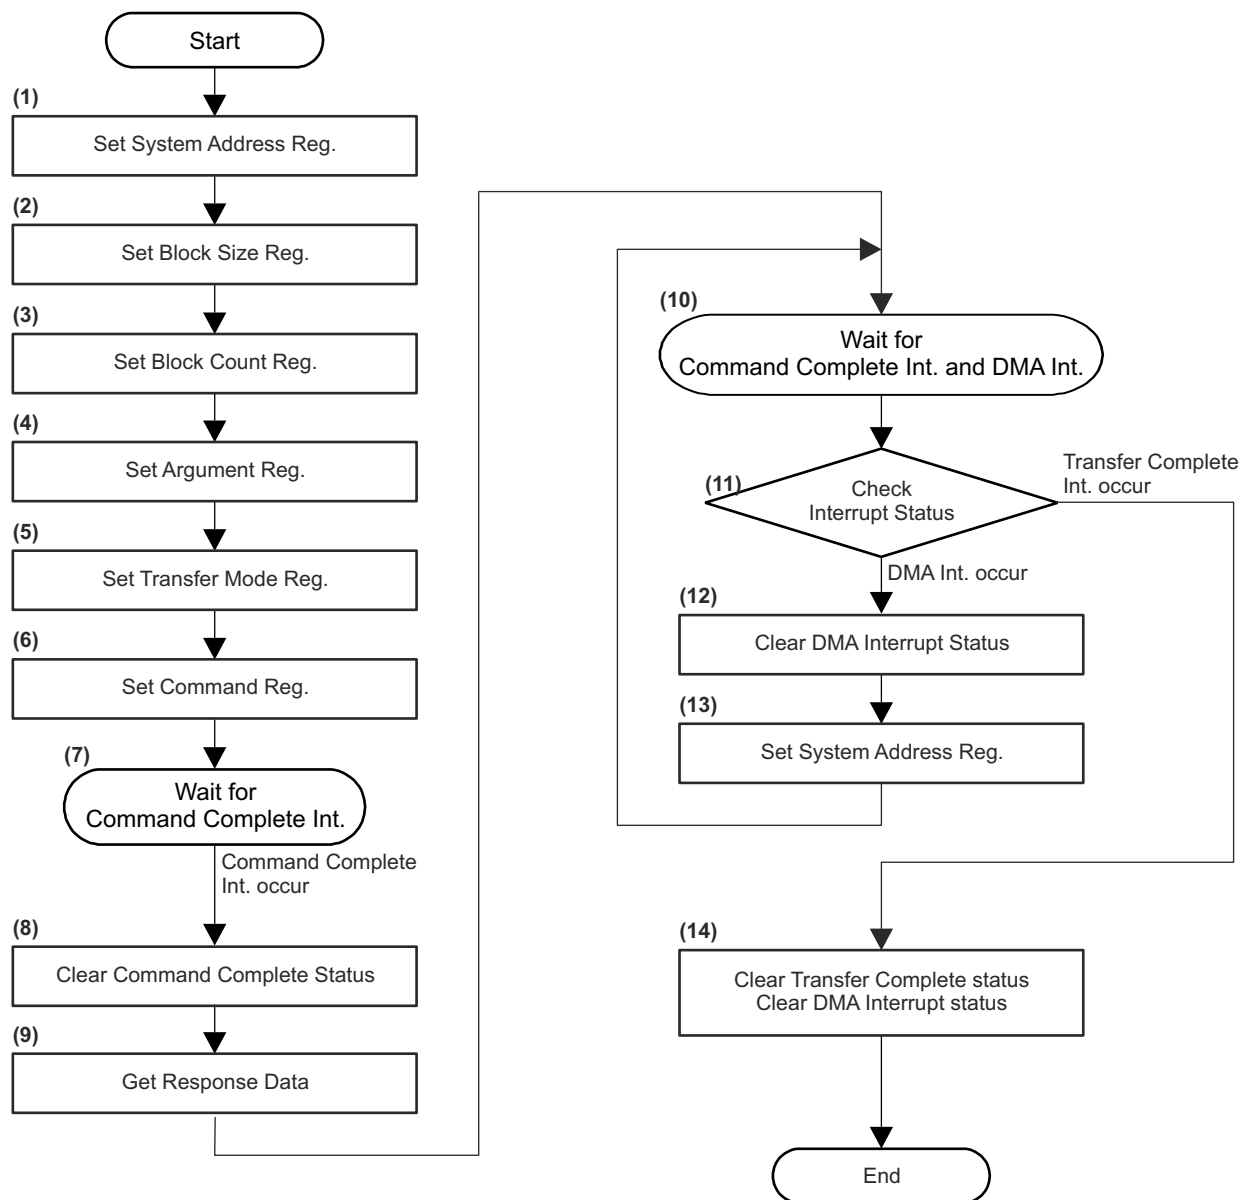 Start
(1)
Set System Address Reg.
(2)
Set Block Size Reg.
(3)
Set Block Count Reg.
(4)
Set Argument Reg.
(5)
Set Transfer Mode Reg.
(6)
Set Command Reg.
(7)
Wait for
Command Complete Int.
Command Complete
Int. occur
(8)
Clear Command Complete Status
(9)
Get Response Data
(10)
Wait for
Command Complete Int. and DMA Int.
(11)
Check
Interrupt Status
Transfer Complete
Int. occur
DMA Int. occur
(12)
Clear DMA Interrupt Status
(13)
Set System Address Reg.
(14)
Clear Transfer Complete status
Clear DMA Interrupt status
End